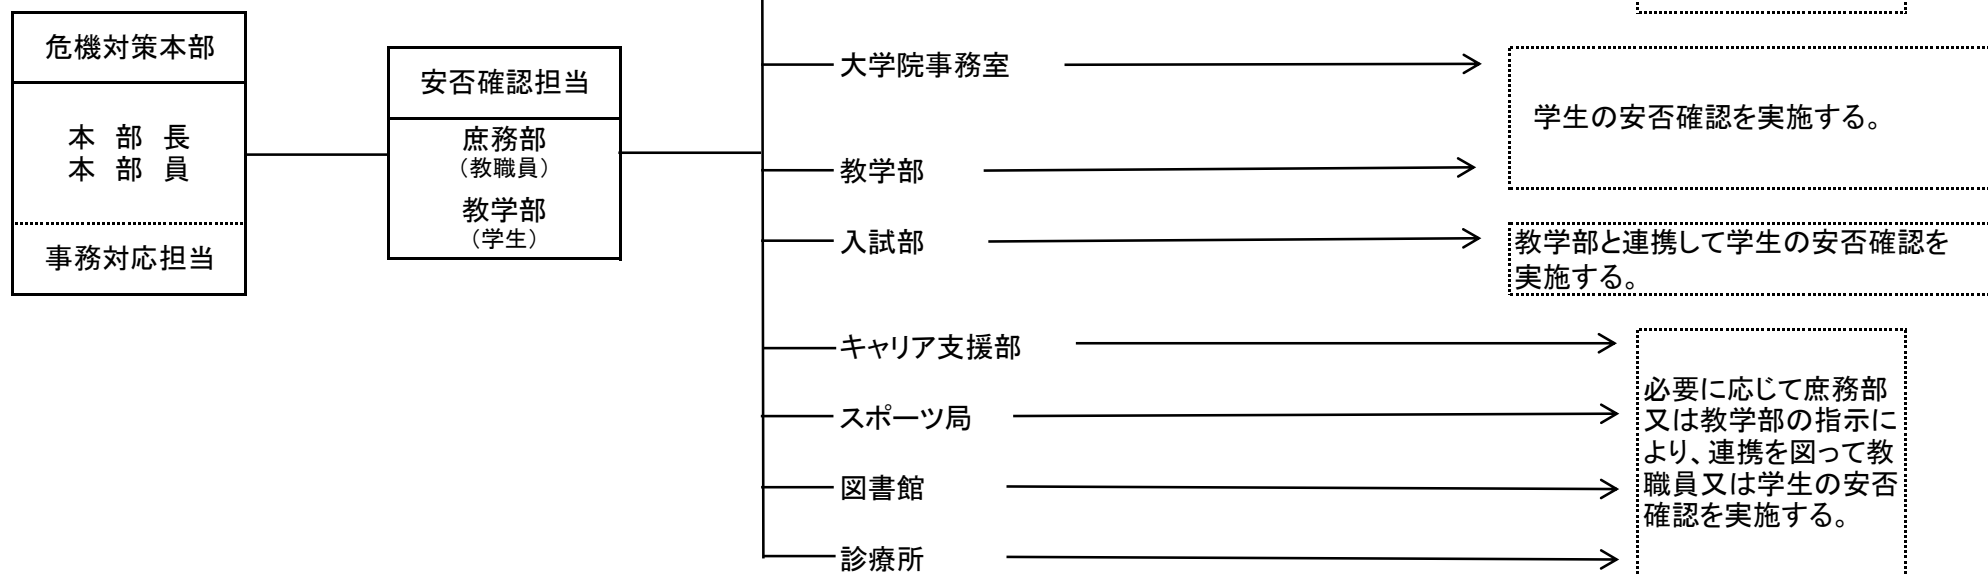 危機対策本部
本 部 長
本 部 員
事務対応担当
安否確認担当
庶務部
（教職員）
教学部
（学生）
大学院事務室
学生の安否確認を実施する。
教学部
入試部
教学部と連携して学生の安否確認を
実施する。
キャリア支援部
スポーツ局
図書館
診療所
必要に応じて庶務部
又は教学部の指示に
より、連携を図って教
職員又は学生の安否
確認を実施する。